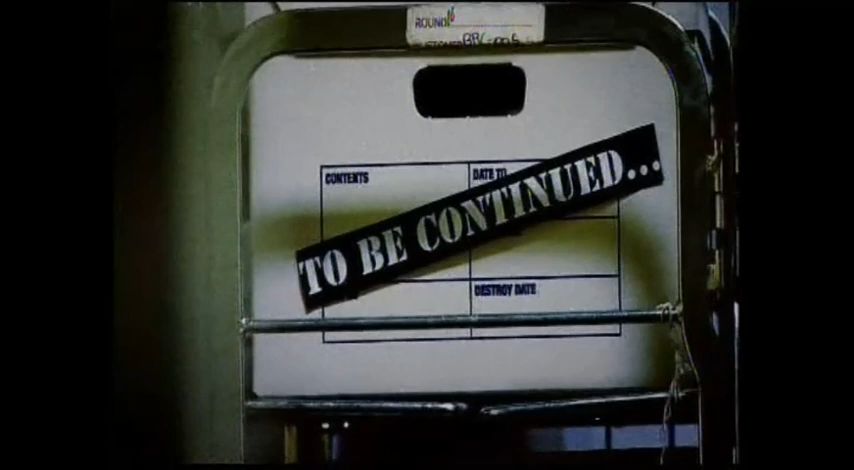 ROUND
CONTENTS
DATE TO
TO BE CONTINUED...
DESTROY DATE